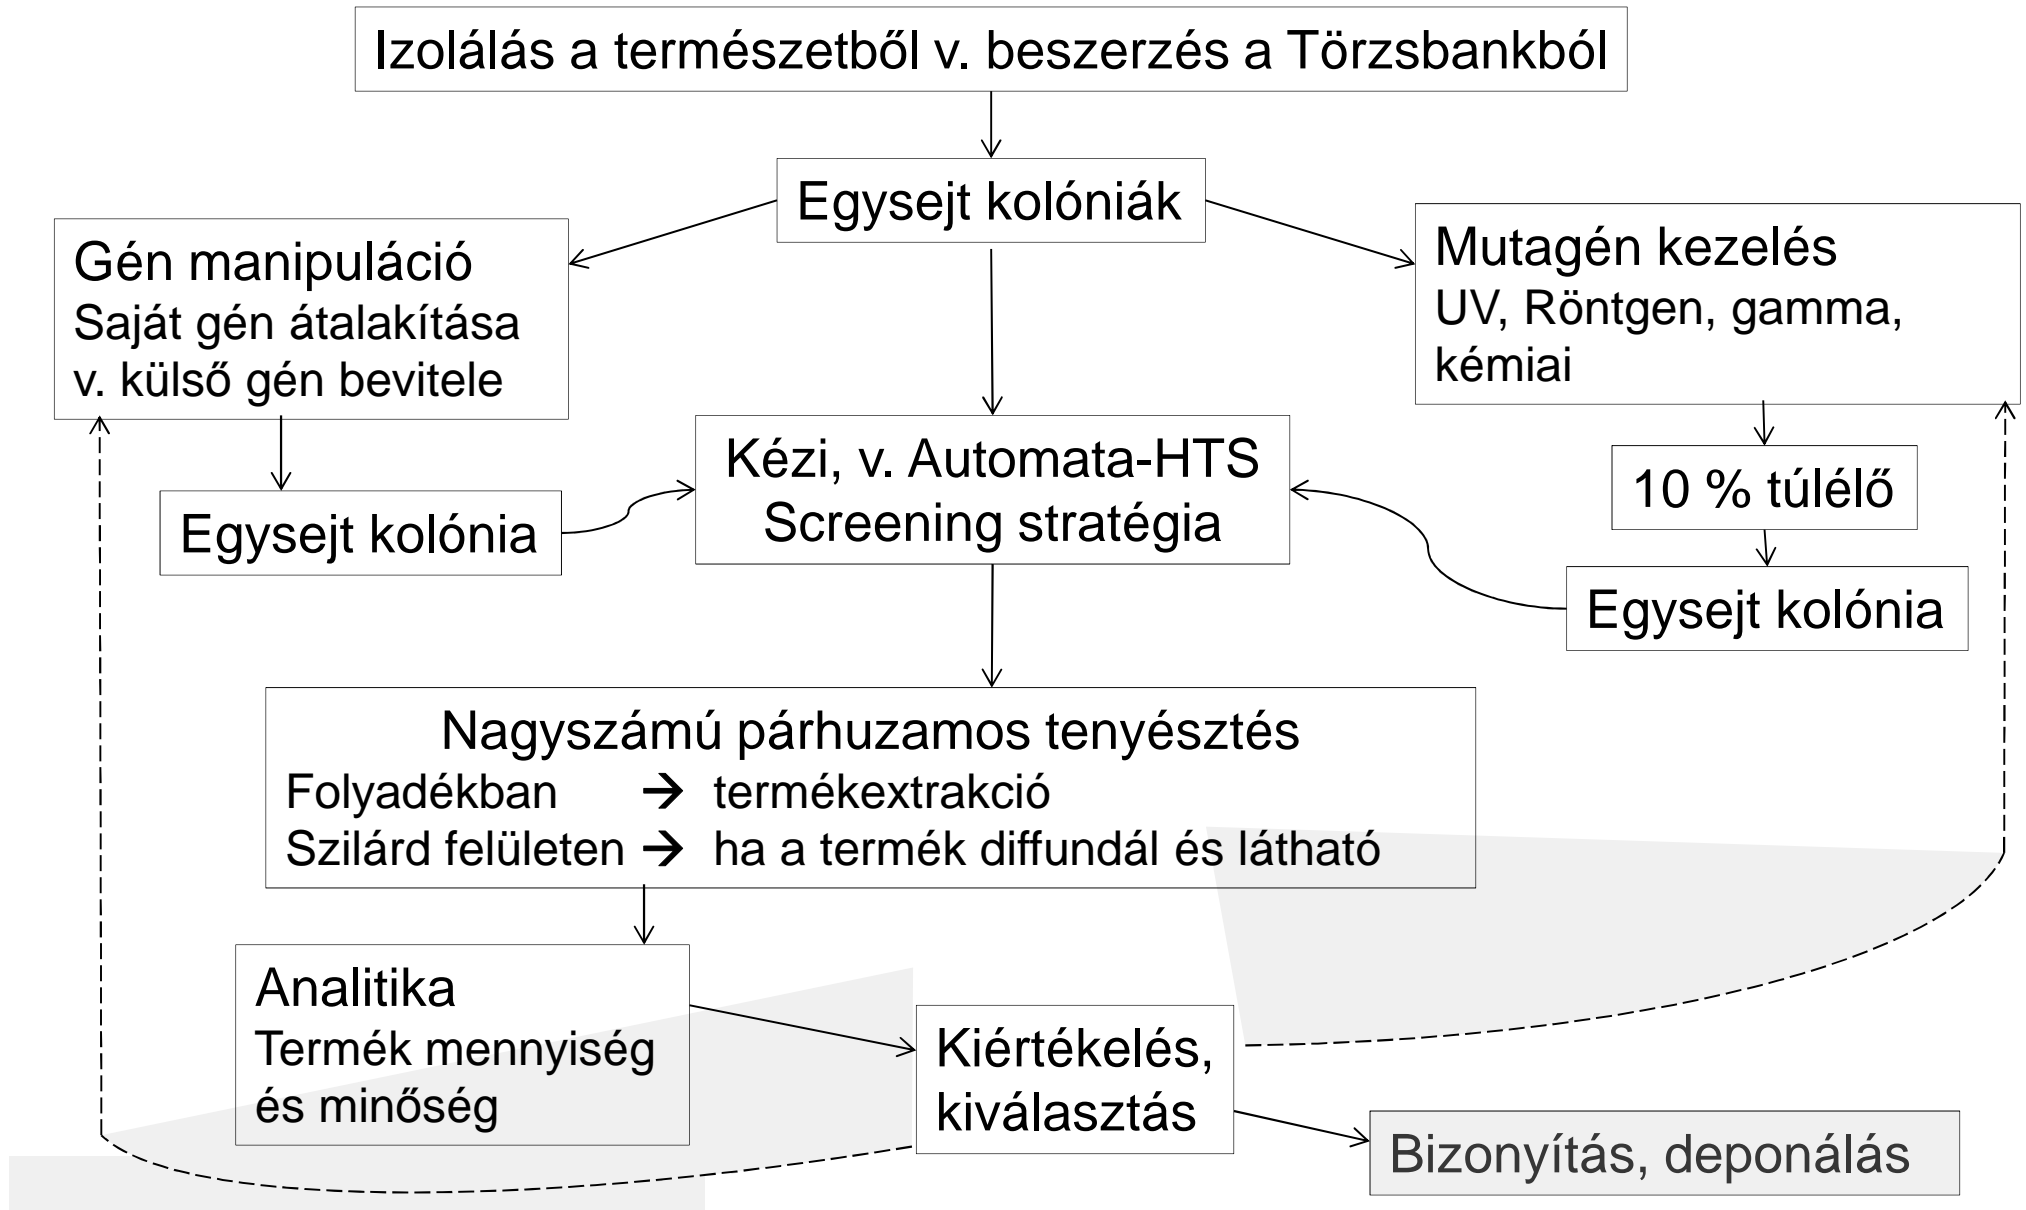 Izolálás a természetből v. beszerzés a Törzsbankból
Egysejt kolóniák
Gén manipuláció
Saját gén átalakítása
v. külső gén bevitele
Mutagén kezelés
UV, Röntgen, gamma,
kémiai
Egysejt kolónia
Kézi, v. Automata-HTS
Screening stratégia
10 % túlélő
Egysejt kolónia
Nagyszámú párhuzamos tenyésztés
Folyadékban → termékextrakció
Szilárd felületen → ha a termék diffundál és látható
Analitika
Termék mennyiség
és minőség
Kiértékelés,
kiválasztás
Bizonyítás, deponálás